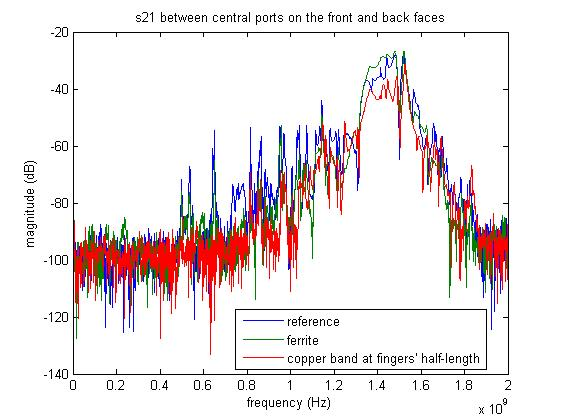 s21 between central ports on the front and back faces
-20
-40
-60
-80
-100
-120
-140
magnitude (dB)
0 0.2 0.4 0.6 0.8 1 1.2 1.4 1.6 1.8 2
frequency (Hz)
x 10^9
reference
ferrite
copper band at fingers' half-length